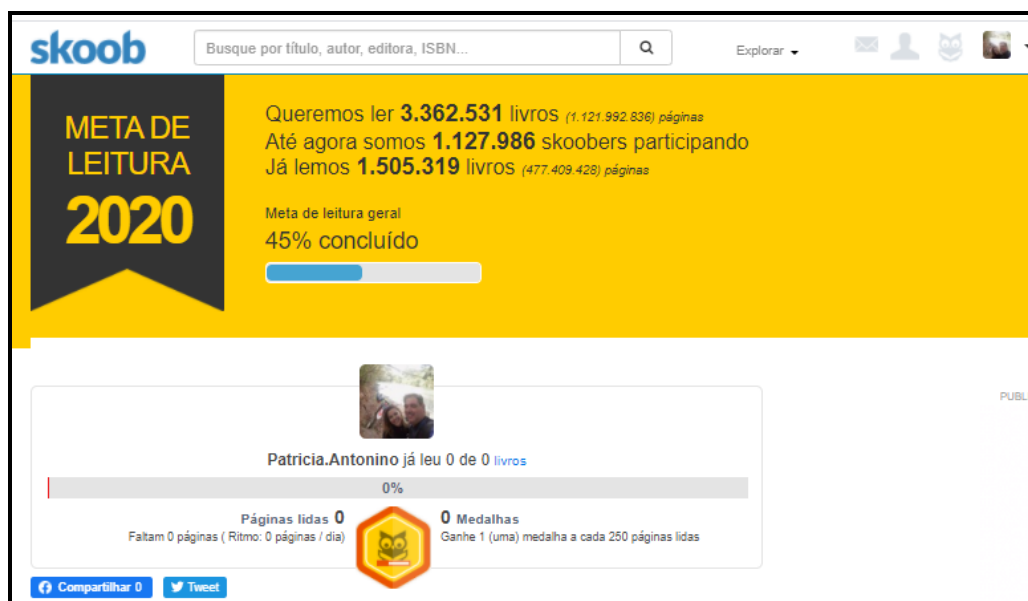 skoob
Busque por título, autor, editora, ISBN...
Explorar
META DE
LEITURA
2020
Queremos ler 3.362.531 livros (1.121.992.836) páginas
Até agora somos 1.127.986 skoobers participando
Já lemos 1.505.319 livros (477.409.428) páginas
Meta de leitura geral
45% concluído
PUBL
Patricia.Antonino já leu 0 de 0 livros
0%
Páginas lidas 0
Faltam 0 páginas ( Ritmo: 0 páginas / dia)
0 Medalhas
Ganhe 1 (uma) medalha a cada 250 páginas lidas
Compartilhar 0
Tweet